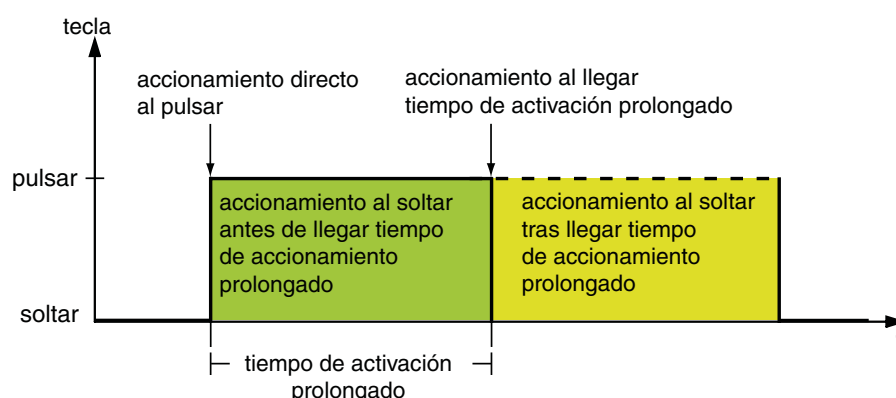 tecla
accionamiento directo
al pulsar
accionamiento al llegar
tiempo de activación prolongado
pulsar
accionamiento al soltar
antes de llegar tiempo
de accionamiento
prolongado
accionamiento al soltar
tras llegar tiempo
de accionamiento
prolongado
soltar
tiempo de activación
prolongado